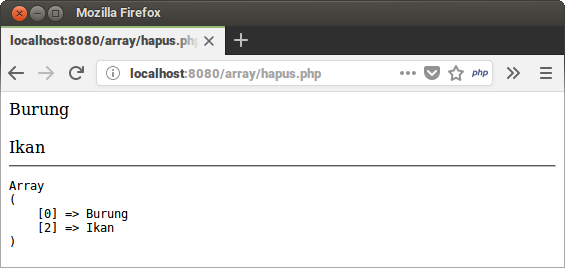 Mozilla Firefox
localhost:8080/array/hapus.php
localhost:8080/array/hapus.php
php
Burung
Ikan
Array
(
    [0] => Burung
    [2] => Ikan
)